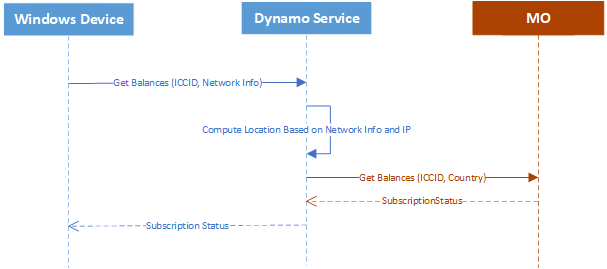 Windows Device
Dynamo Service
MO
Get Balances (ICCID, Network Info)
Compute Location Based on Network Info and IP
Get Balances (ICCID, Country)
SubscriptionStatus
Subscription Status